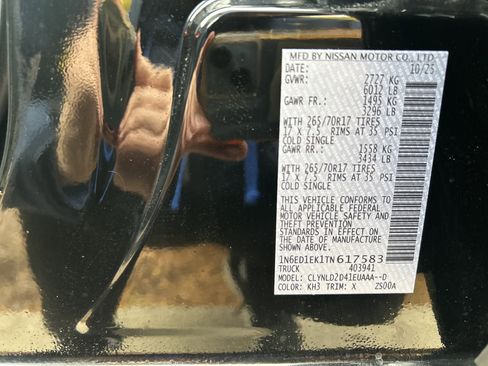 MFD BY NISSAN MOTOR CO., LTD
DATE: 10/25
GVWR: 2727 KG
6012 LB
GAWR FR.: 1495 KG
3296 LB
WITH 265/70R17 TIRES
17 X 7.5 RIMS AT 35 PSI
COLD SINGLE
GAWR RR.: 1558 KG
3434 LB
WITH 265/70R17 TIRES
17 X 7.5 RIMS AT 35 PSI
COLD SINGLE
THIS VEHICLE CONFORMS TO
ALL APPLICABLE FEDERAL
MOTOR VEHICLE SAFETY AND
THEFT PREVENTION
STANDARDS IN EFFECT ON
THE DATE OF MANUFACTURE
SHOWN ABOVE.
1N6ED1EK1TN617583
TRUCK 403941
MODEL: CLYNLD2D41EUAAA--D
COLOR: KH3 TRIM: X ZS00A